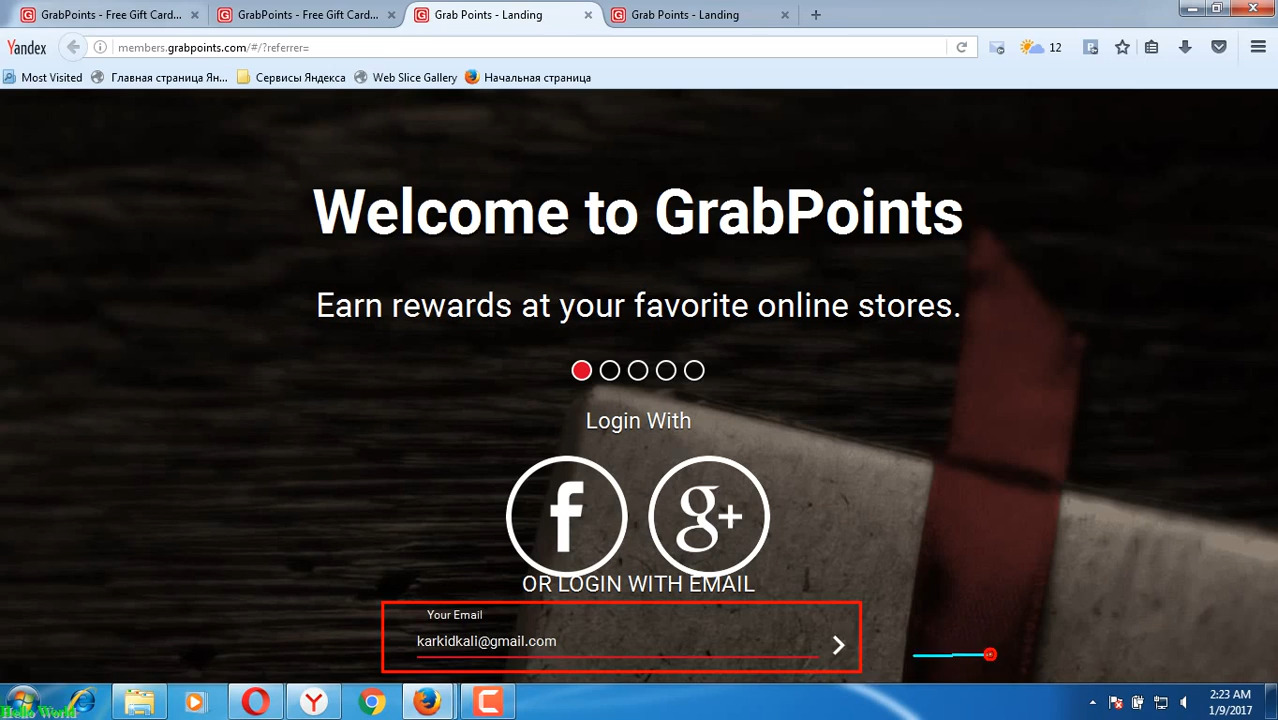 GrabPoints - Free Gift Card...
GrabPoints - Free Gift Card...
Grab Points - Landing
Grab Points - Landing
Yandex
members.grabpoints.com/#/?referrer=
12
Most Visited
Главная страница Ян...
Сервисы Яндекса
Web Slice Gallery
Начальная страница
Welcome to GrabPoints
Earn rewards at your favorite online stores.
Login With
f
g+
OR LOGIN WITH EMAIL
Your Email
karkidkali@gmail.com
2:23 AM
1/9/2017
Hello World